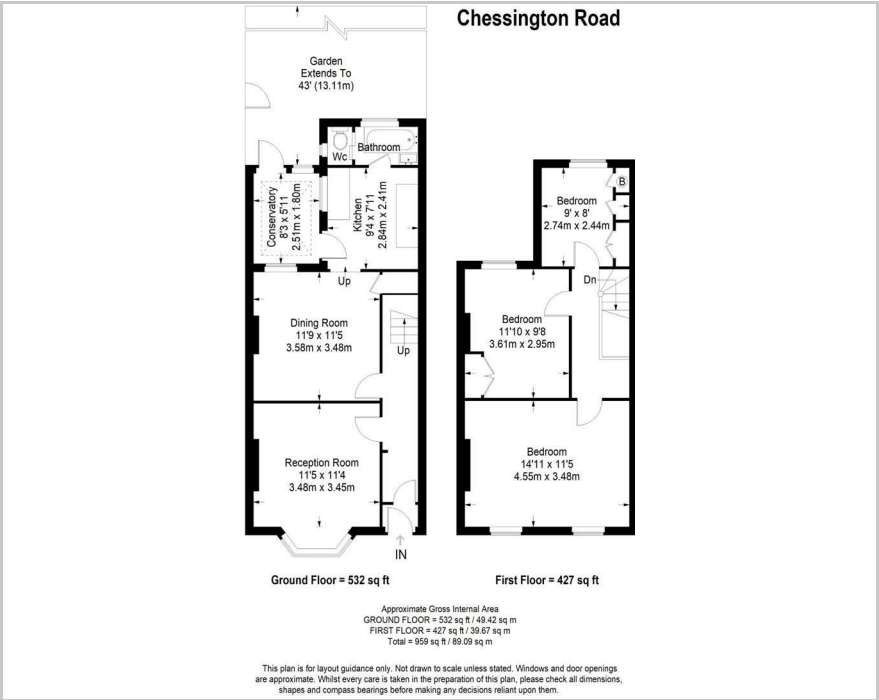 Chessington Road
Garden
Extends To
43' (13.11m)
Wc
Bathroom
Conservatory
8'3 x 5'11
2.51m x 1.80m
Kitchen
9'4 x 7'11
2.84m x 2.41m
Up
Dining Room
11'9 x 11'5
3.58m x 3.48m
Up
Reception Room
11'5 x 11'4
3.48m x 3.45m
IN
Bedroom
9' x 8'
2.74m x 2.44m
B
Dn
Bedroom
11'10 x 9'8
3.61m x 2.95m
Bedroom
14'11 x 11'5
4.55m x 3.48m
Ground Floor = 532 sq ft
First Floor = 427 sq ft
Approximate Gross Internal Area
GROUND FLOOR = 532 sq ft / 49.42 sq m
FIRST FLOOR = 427 sq ft / 39.67 sq m
Total = 959 sq ft / 89.09 sq m
This plan is for layout guidance only. Not drawn to scale unless stated. Windows and door openings
are approximate. Whilst every care is taken in the preparation of this plan, please check all dimensions,
shapes and compass bearings before making any decisions reliant upon them.